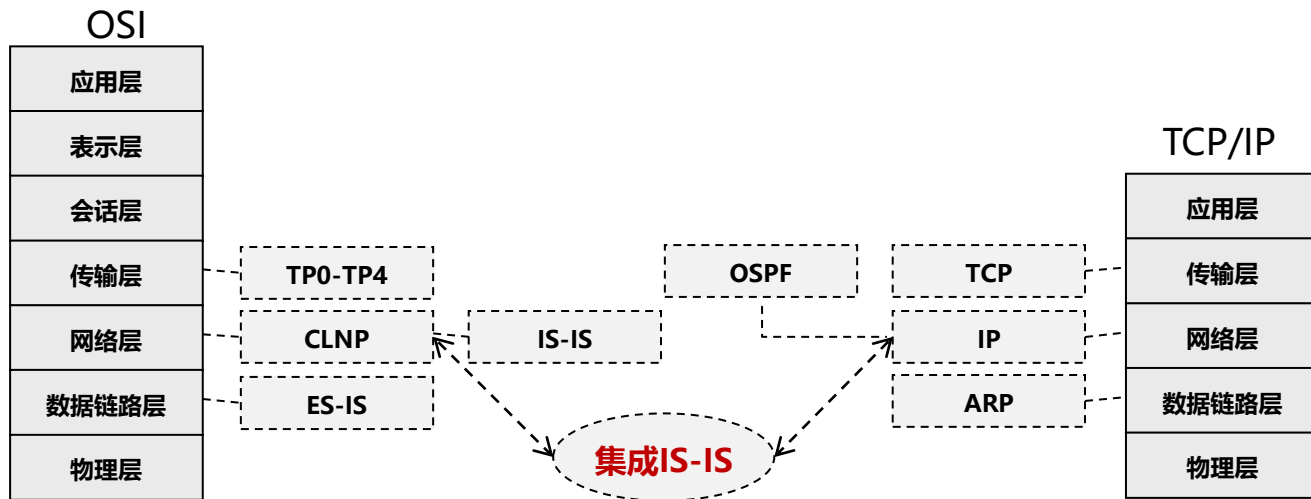 OSI
应用层
表示层
会话层
传输层
网络层
数据链路层
物理层
TP0-TP4
CLNP
ES-IS
IS-IS
集成IS-IS
OSPF
TCP
IP
ARP
TCP/IP
应用层
传输层
网络层
数据链路层
物理层